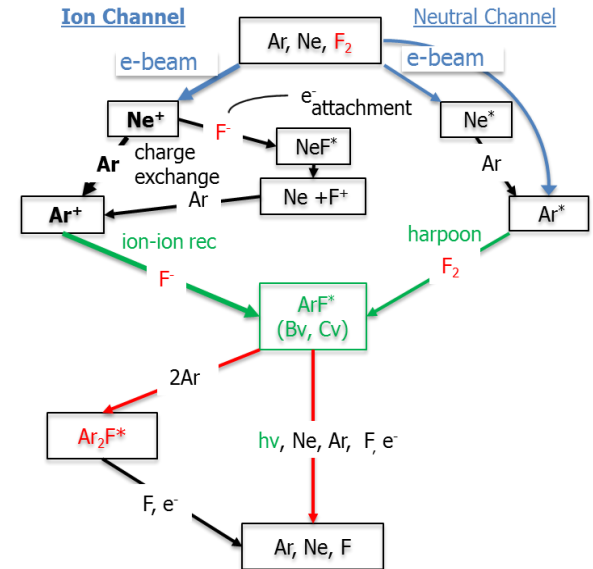 Ion Channel
Neutral Channel
Ar, Ne, F₂
e-beam
e-beam
e⁻
attachment
Ne⁺
F⁻
Ne*
NeF*
Ar
charge
exchange
Ar
Ne +F⁺
Ar
Ar⁺
Ar*
ion-ion rec
harpoon
F⁻
F₂
ArF*
(Bv, Cv)
2Ar
Ar₂F*
hv, Ne, Ar, F, e⁻
F, e⁻
Ar, Ne, F